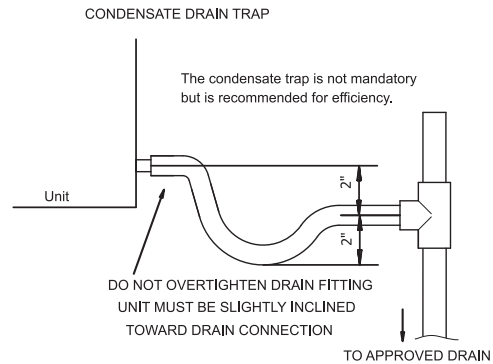 CONDENSATE DRAIN TRAP
The condensate trap is not mandatory
but is recommended for efficiency.
Unit
2"
2"
DO NOT OVERTIGHTEN DRAIN FITTING
UNIT MUST BE SLIGHTLY INCLINED
TOWARD DRAIN CONNECTION
TO APPROVED DRAIN